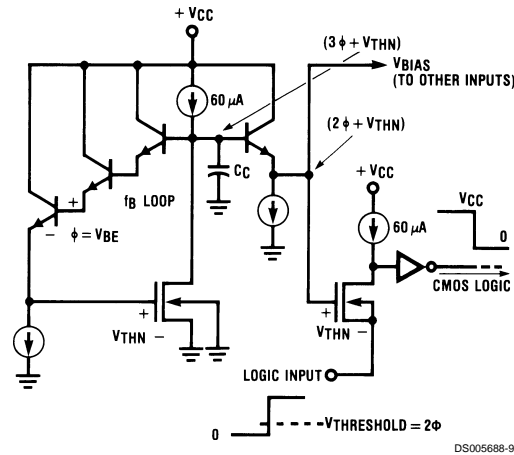 + VCC
(3ϕ + VTHN)
VBIAS
(TO OTHER INPUTS)
60 μA
(2ϕ + VTHN)
+ VCC
CC
fB LOOP
VCC
60 μA
0
+
−
ϕ = VBE
CMOS LOGIC
+
VTHN −
+
VTHN −
LOGIC INPUT
0
VTHRESHOLD = 2Φ
DS005688-9